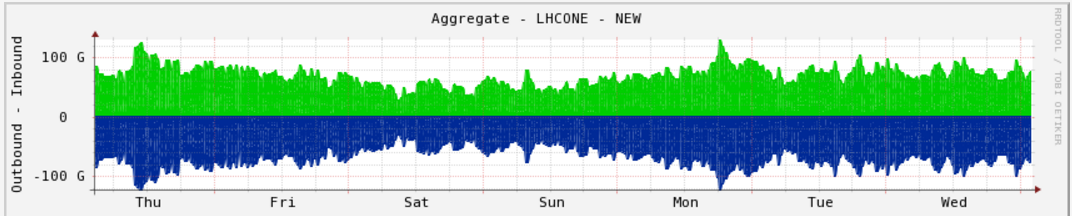 Aggregate - LHCONE - NEW
RRDTOOL / TOBI OETIKER
Outbound - Inbound
100 G
0
-100 G
Thu Fri Sat Sun Mon Tue Wed